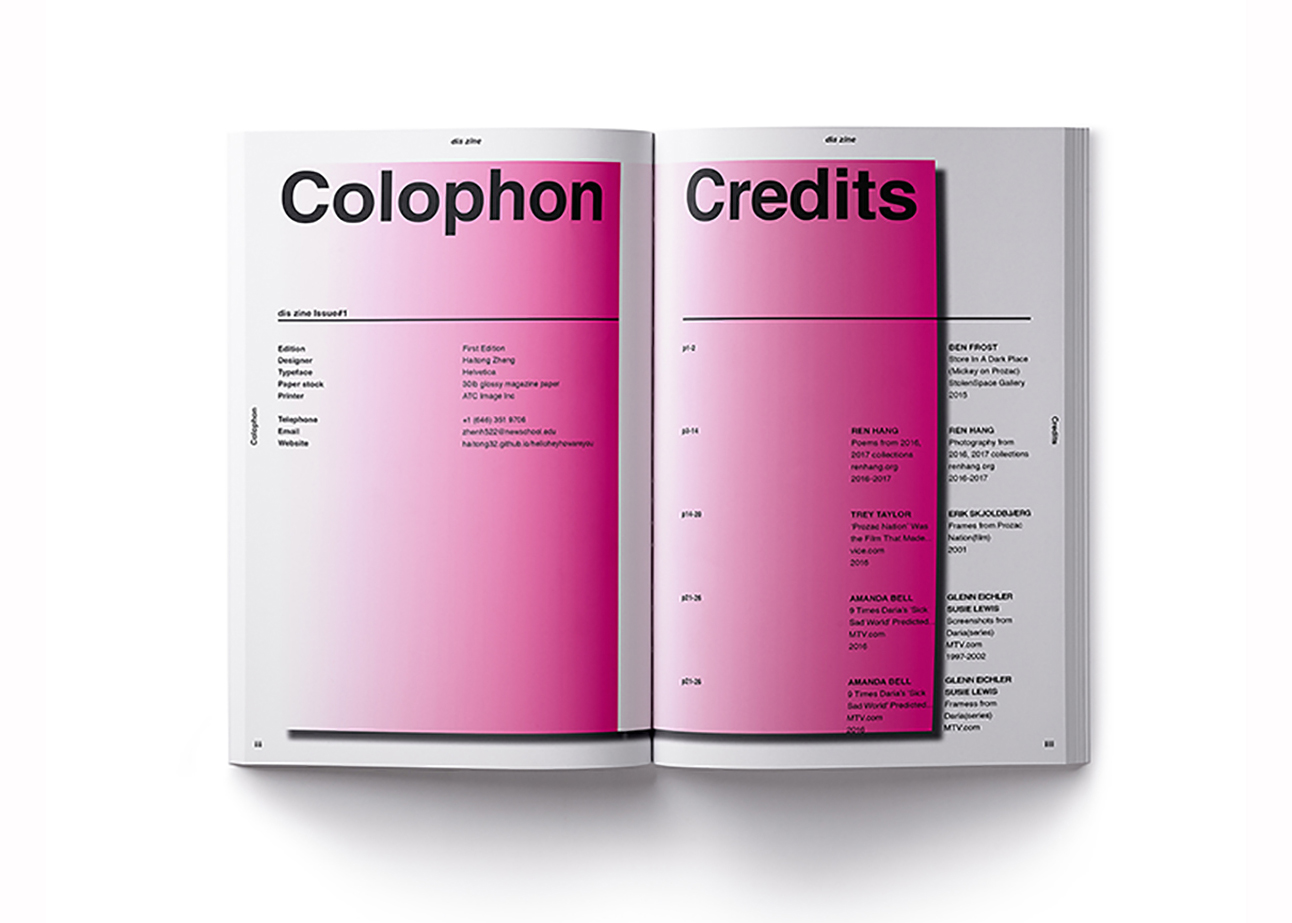 dis zine
Colophon
dis zine Issue#1
Edition First Edition
Designer Haitong Zheng
Typeface Helvetica
Paper stock 30lb glossy magazine paper
Printer ATC Image Inc
Telephone +1 (646) 351 9706
Email zhenh522@newschool.edu
Website haitong32.github.io/helloheyhowareyou
Colophon
iii
dis zine
Credits
p1-2
BEN FROST
Store In A Dark Place
(Mickey on Prozac)
StolenSpace Gallery
2015
p3-14
REN HANG
Poems from 2016,
2017 collections
renhang.org
2016-2017
REN HANG
Photography from
2016, 2017 collections
renhang.org
2016-2017
p14-20
TREY TAYLOR
'Prozac Nation' Was
the Film That Made...
vice.com
2016
ERIK SKJOLDBJÆRG
Frames from Prozac
Nation(film)
2001
p21-26
AMANDA BELL
9 Times Daria's 'Sick
Sad World' Predicted...
MTV.com
2016
GLENN EICHLER
SUSIE LEWIS
Screenshots from
Daria(series)
MTV.com
1997-2002
p21-26
AMANDA BELL
9 Times Daria's 'Sick
Sad World' Predicted...
MTV.com
2016
GLENN EICHLER
SUSIE LEWIS
Framess from
Daria(series)
MTV.com
Credits